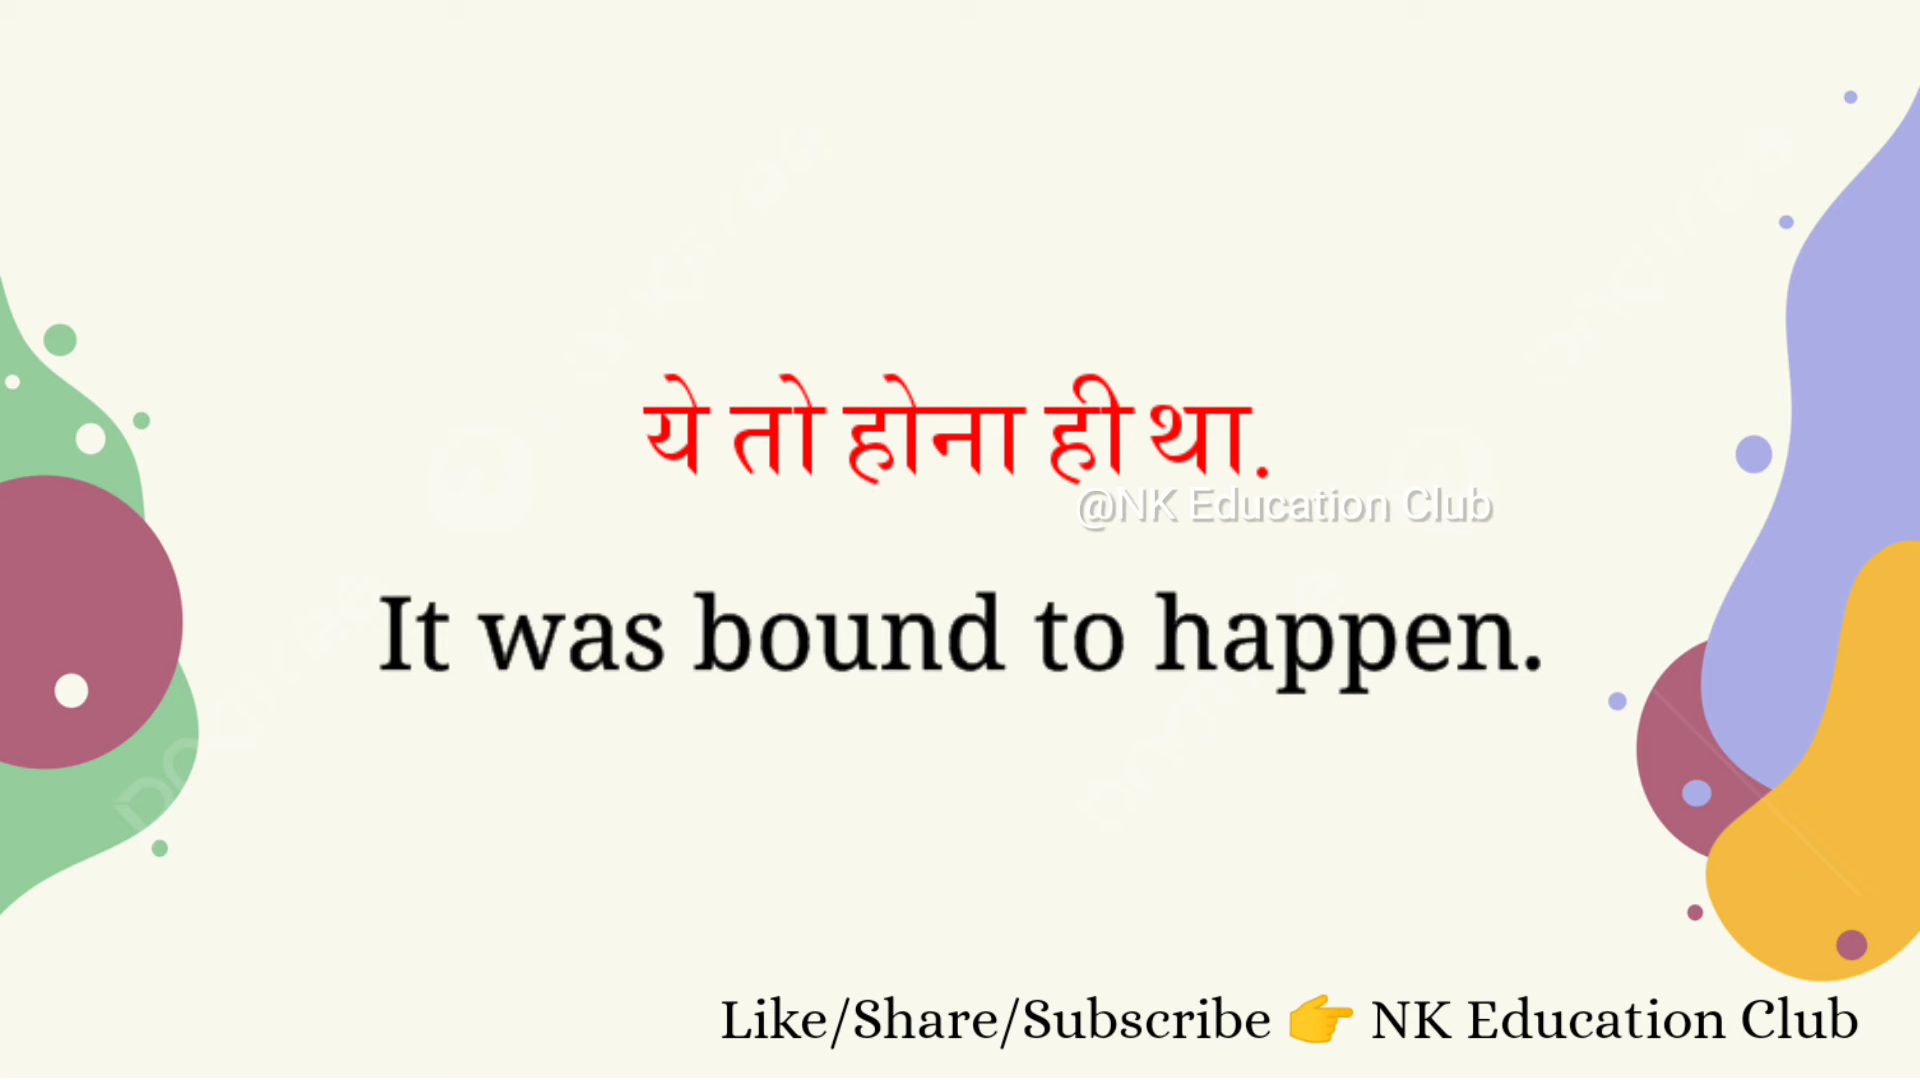 ये तो होना ही था.
@NK Education Club
It was bound to happen.
Like/Share/Subscribe 👉 NK Education Club